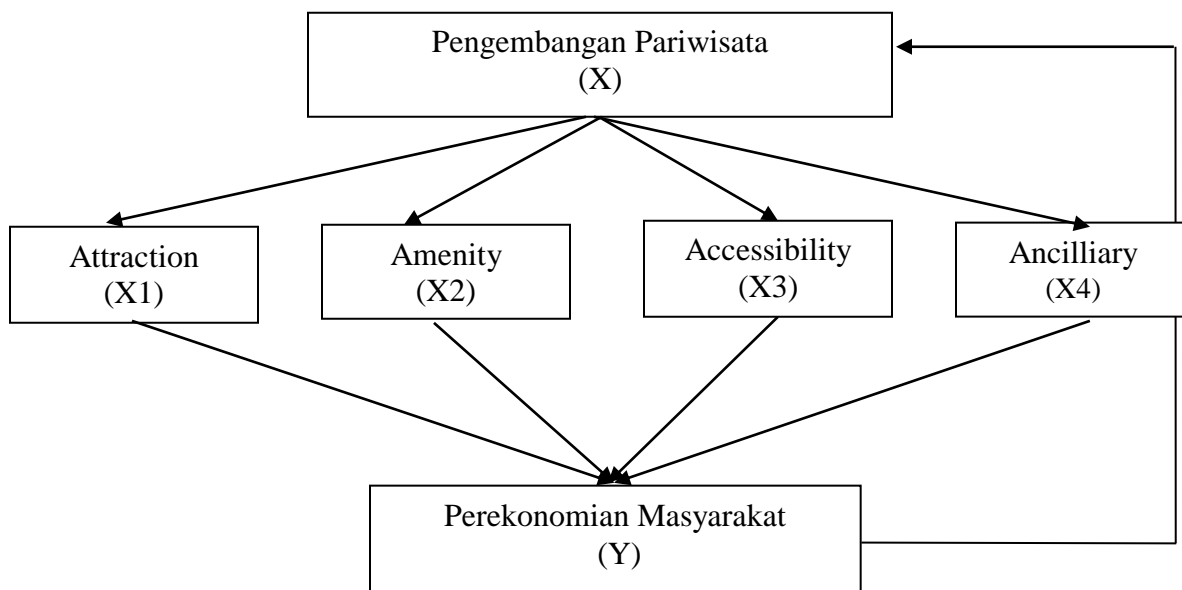 Pengembangan Pariwisata
(X)
Attraction
(X1)
Amenity
(X2)
Accessibility
(X3)
Ancilliary
(X4)
Perekonomian Masyarakat
(Y)